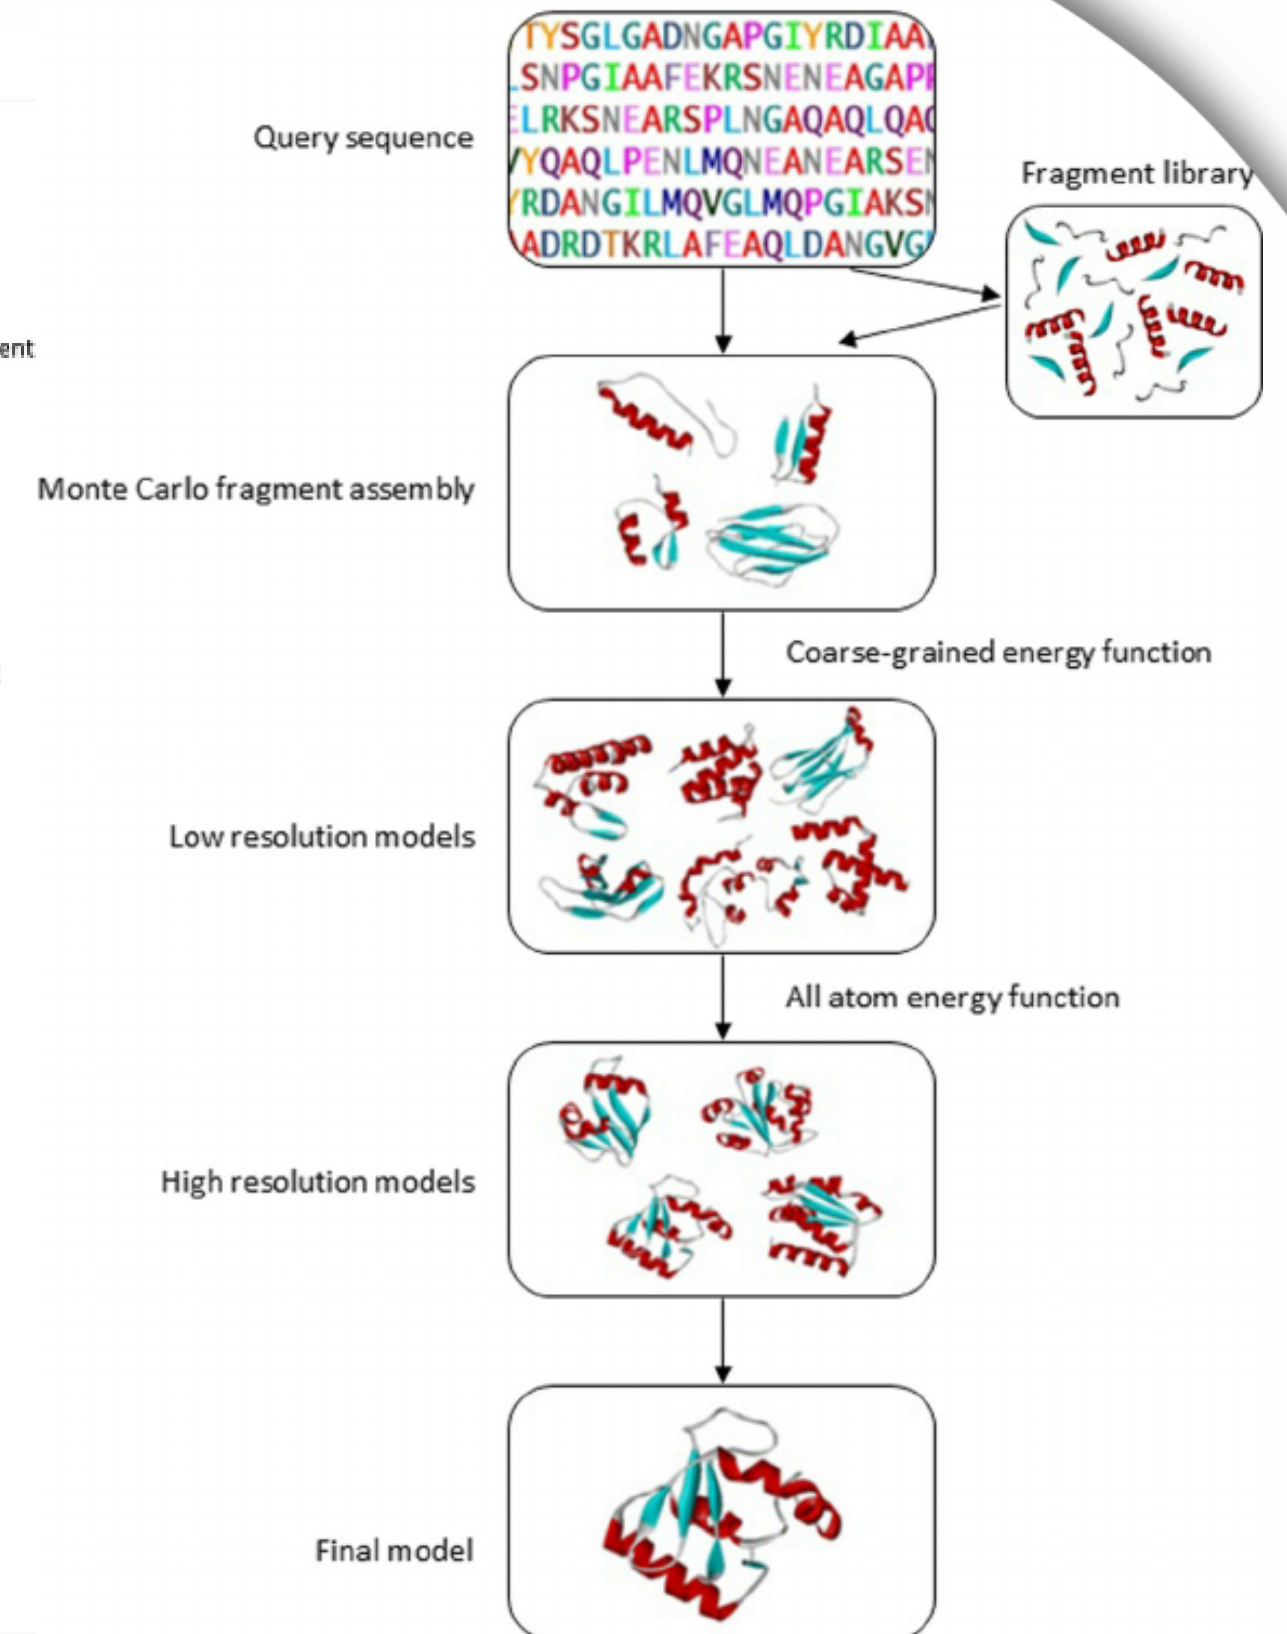 TYSGLGADNGAPGIYRDIAA
SNPGIAAFEKRSNENEAGAP
Query sequence
LRKSNEARSPLNGAQAQLQA
YQAQLPENLMQNEANEARSE
Fragment library
RDANGILMQVGLMQPGIAKS
ADRDTKRLAFEAQLDANGVG
ent
Monte Carlo fragment assembly
Coarse-grained energy function
Low resolution models
All atom energy function
High resolution models
Final model